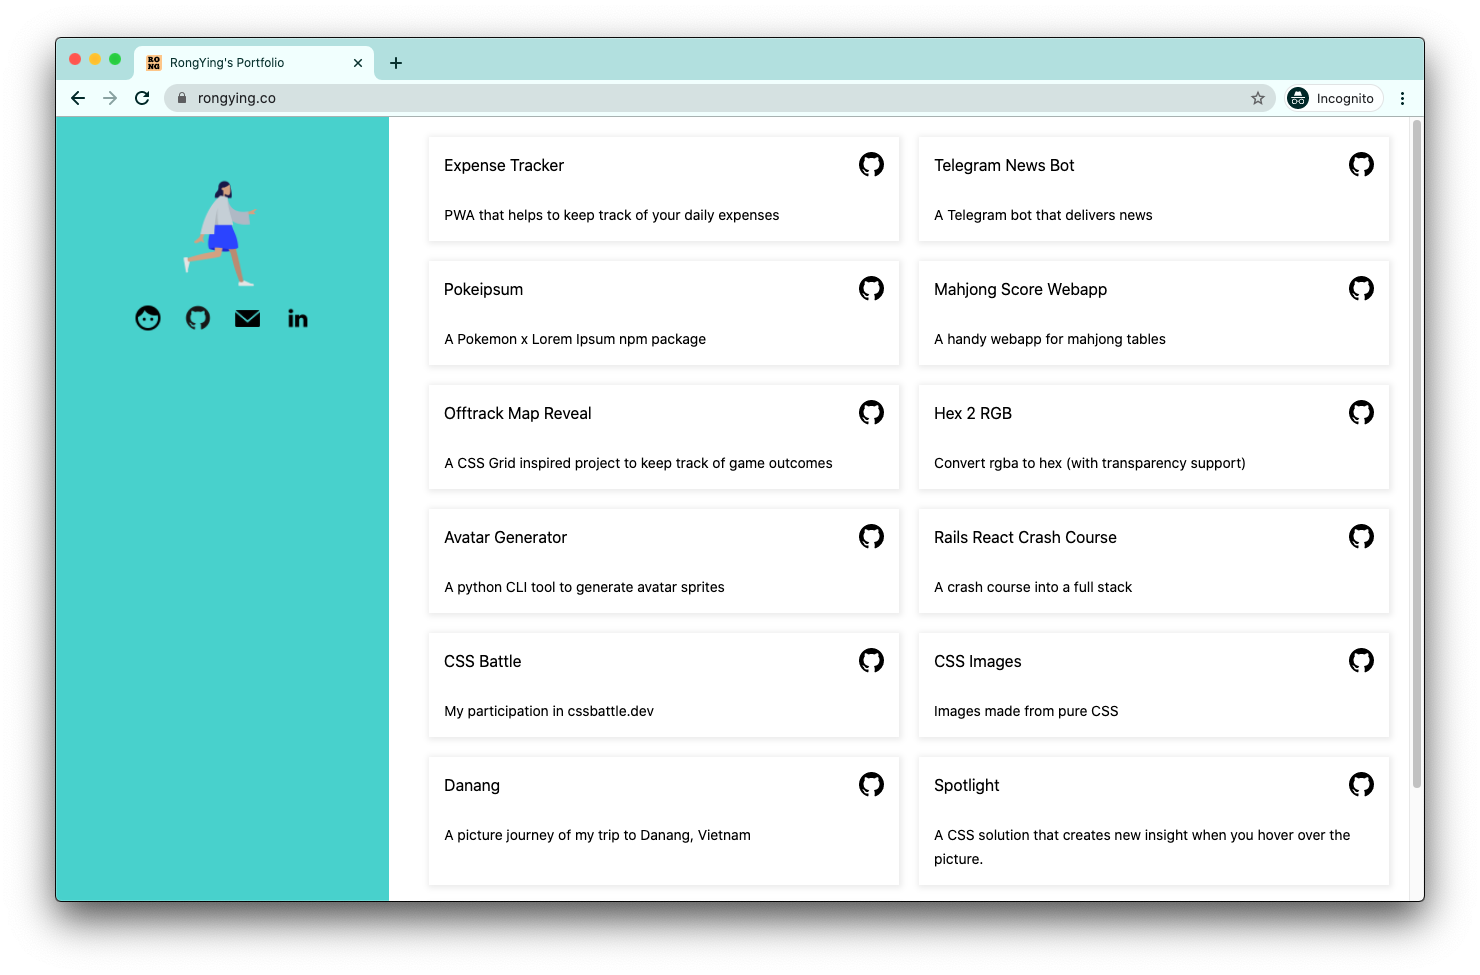 RO
NG
RongYing's Portfolio
rongying.co
Incognito
Expense Tracker
PWA that helps to keep track of your daily expenses
Telegram News Bot
A Telegram bot that delivers news
Pokeipsum
A Pokemon x Lorem Ipsum npm package
Mahjong Score Webapp
A handy webapp for mahjong tables
Offtrack Map Reveal
A CSS Grid inspired project to keep track of game outcomes
Hex 2 RGB
Convert rgba to hex (with transparency support)
Avatar Generator
A python CLI tool to generate avatar sprites
Rails React Crash Course
A crash course into a full stack
CSS Battle
My participation in cssbattle.dev
CSS Images
Images made from pure CSS
Danang
A picture journey of my trip to Danang, Vietnam
Spotlight
A CSS solution that creates new insight when you hover over the
picture.
in